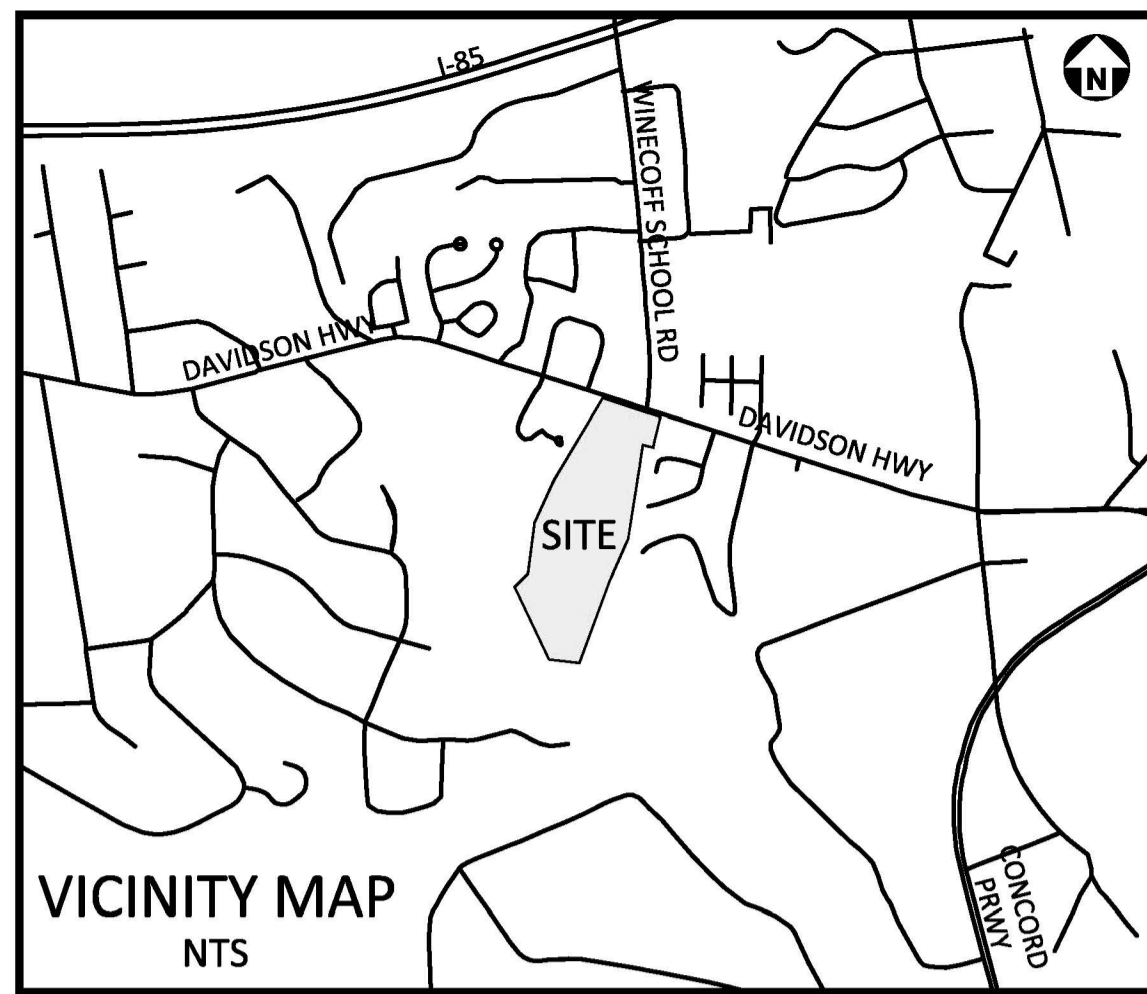 I-85
N
WINECOFF SCHOOL RD
DAVIDSON HWY
DAVIDSON HWY
SITE
CONCORD
PRWY
VICINITY MAP
NTS